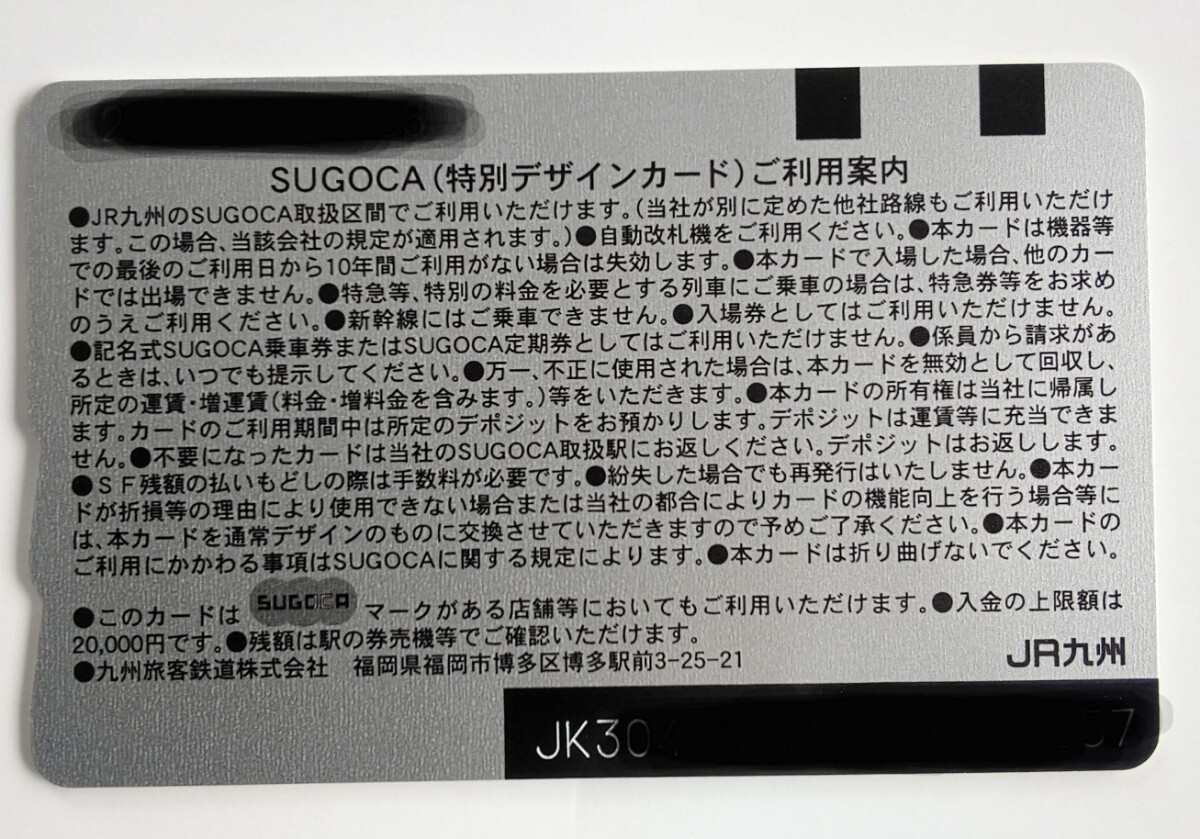 SUGOCA(特別デザインカード)ご利用案内
●JR九州のSUGOCA取扱区間でご利用いただけます。(当社が別に定めた他社路線もご利用いただけ
ます。この場合、当該会社の規定が適用されます。)●自動改札機をご利用ください。●本カードは機器等
での最後のご利用日から10年間ご利用がない場合は失効します。●本カードで入場した場合、他のカー
ドでは出場できません。●特急等、特別の料金を必要とする列車にご乗車の場合は、特急券等をお求め
のうえご利用ください。●新幹線にはご乗車できません。●入場券としてはご利用いただけません。
●記名式SUGOCA乗車券またはSUGOCA定期券としてはご利用いただけません。●係員から請求があ
るときは、いつでも提示してください。●万一、不正に使用された場合は、本カードを無効として回収し、
所定の運賃・増運賃(料金・増料金を含みます。)等をいただきます。●本カードの所有権は当社に帰属し
ます。カードのご利用期間中は所定のデポジットをお預かりします。デポジットは運賃等に充当できま
せん。●不要になったカードは当社のSUGOCA取扱駅にお返しください。デポジットはお返しします。
●SF残額の払いもどしの際は手数料が必要です。●紛失した場合でも再発行はいたしません。●本カー
ドが折損等の理由により使用できない場合または当社の都合によりカードの機能向上を行う場合等に
は、本カードを通常デザインのものに交換させていただきますので予めご了承ください。●本カードの
ご利用にかかわる事項はSUGOCAに関する規定によります。●本カードは折り曲げないでください。
●このカードは SUGOCA マークがある店舗等においてもご利用いただけます。●入金の上限額は
20,000円です。●残額は駅の券売機等でご確認いただけます。
●九州旅客鉄道株式会社 福岡県福岡市博多区博多駅前3-25-21
JR九州
JK304 57